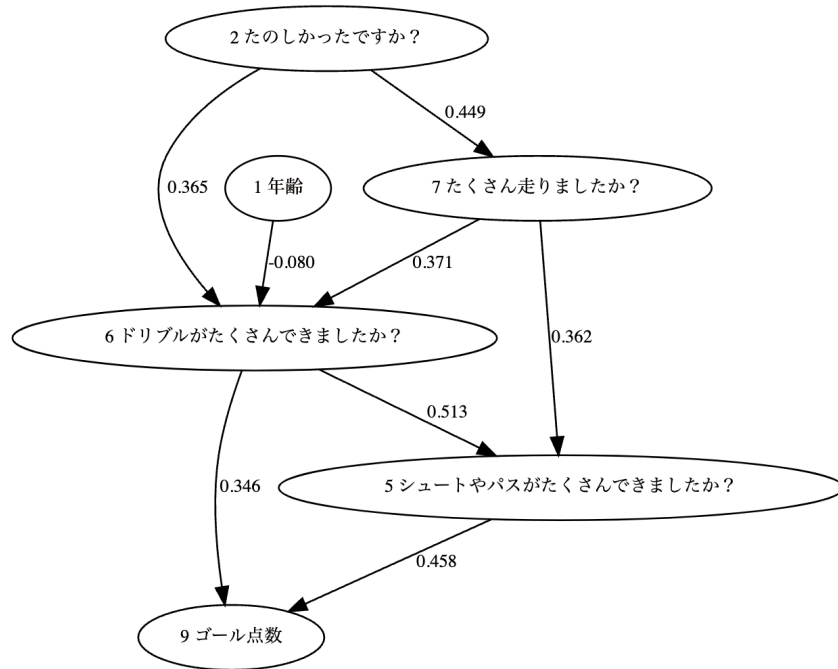 2 たのしかったですか？
0.449
0.365
1 年齢
7 たくさん走りましたか？
-0.080
0.371
6 ドリブルがたくさんできましたか？
0.362
0.513
0.346
5 シュートやパスがたくさんできましたか？
0.458
9 ゴール点数